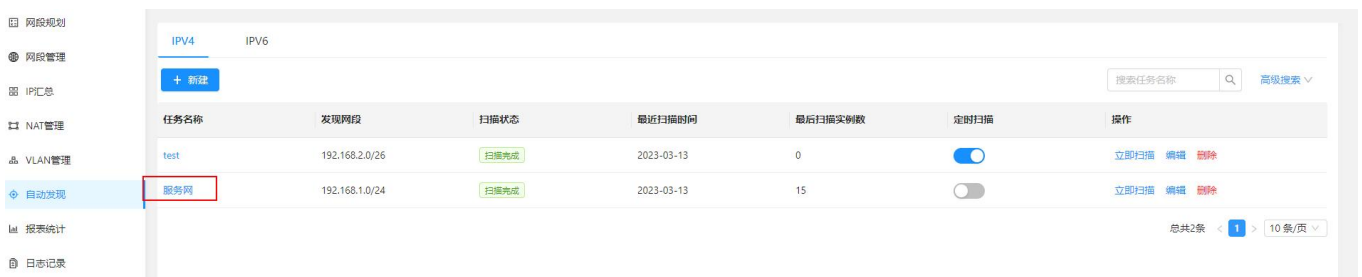 网段规划
网段管理
IP汇总
NAT管理
VLAN管理
自动发现
报表统计
日志记录
IPV4 IPV6
+ 新建 搜索任务名称 高级搜索
任务名称 发现网段 扫描状态 最近扫描时间 最后扫描实例数 定时扫描 操作
test 192.168.2.0/26 扫描完成 2023-03-13 0 立即扫描 编辑 删除
服务网 192.168.1.0/24 扫描完成 2023-03-13 15 立即扫描 编辑 删除
总共2条 < 1 > 10 条/页